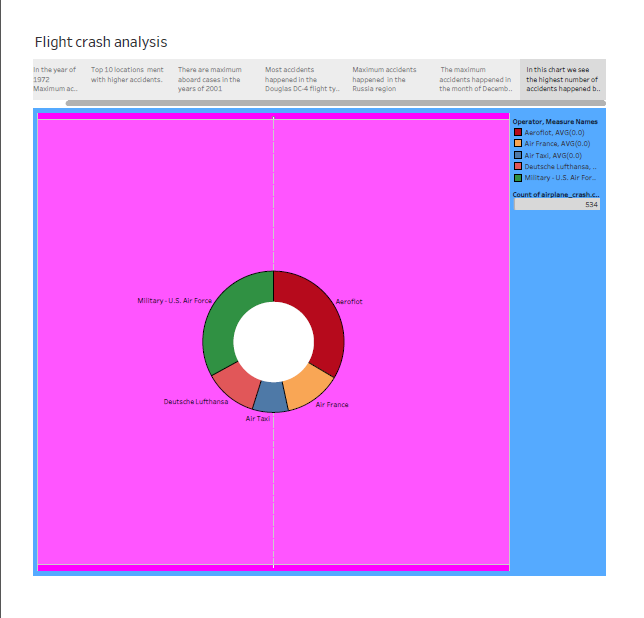 Flight crash analysis
In the year of
1972
Maximum ac..
Top 10 locations ment
with higher accidents.
There are maximum
aboard cases in the
years of 2001
Most accidents
happened in the
Douglas DC-4 flight ty..
Maximum accidents
happened in the
Russia region
The maximum
accidents happened in
the month of Decemb..
In this chart we see
the highest number of
accidents happened b..
Operator, Measure Names
Aeroflot, AVG(0.0)
Air France, AVG(0.0)
Air Taxi, AVG(0.0)
Deutsche Lufthansa, ..
Military - U.S. Air For..
Count of airplane_crash.c..
534
Military - U.S. Air Force
Aeroflot
Deutsche Lufthansa
Air France
Air Taxi